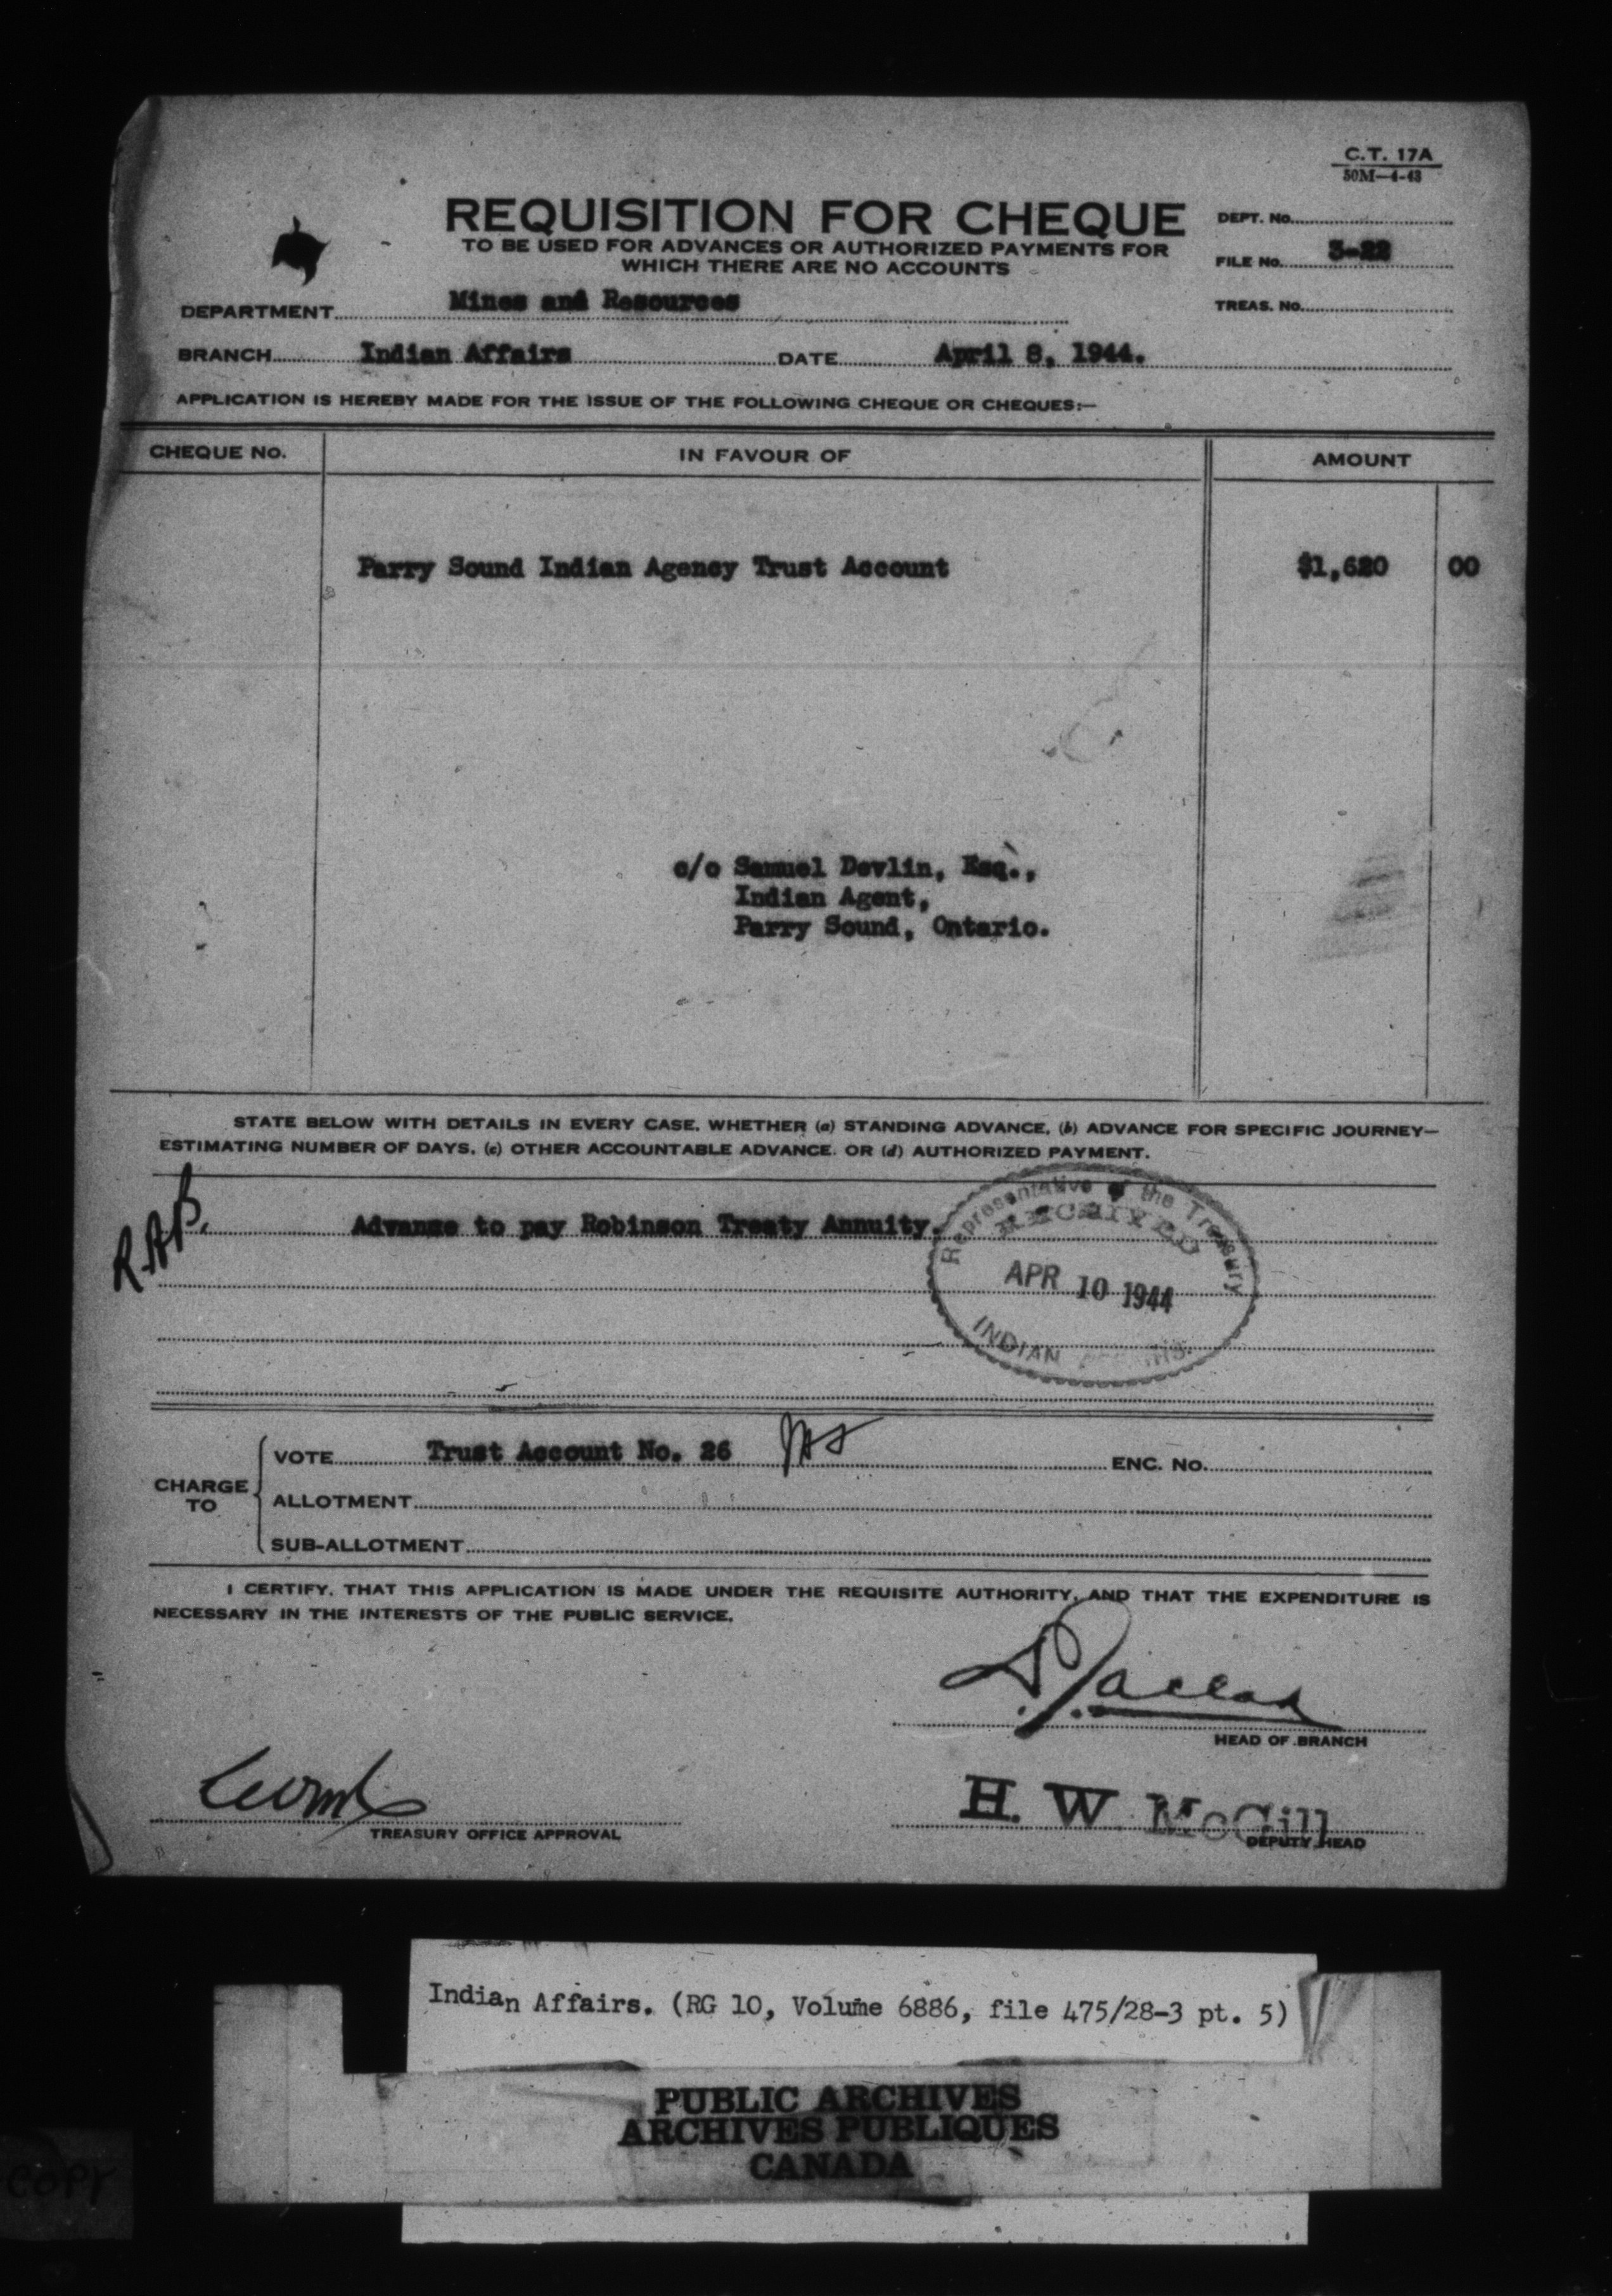 C.T. 17A
50M—4-43
REQUISITION FOR CHEQUE
TO BE USED FOR ADVANCES OR AUTHORIZED PAYMENTS FOR
WHICH THERE ARE NO ACCOUNTS
DEPT. No.
FILE No. 3-22
TREAS. No.
DEPARTMENT Mines and Resources
BRANCH Indian Affairs DATE April 8, 1944.
APPLICATION IS HEREBY MADE FOR THE ISSUE OF THE FOLLOWING CHEQUE OR CHEQUES:—
CHEQUE No. IN FAVOUR OF AMOUNT
Parry Sound Indian Agency Trust Account $1,620 00
c/o Samuel Devlin, Esq.,
Indian Agent,
Parry Sound, Ontario.
STATE BELOW WITH DETAILS IN EVERY CASE, WHETHER (a) STANDING ADVANCE, (b) ADVANCE FOR SPECIFIC JOURNEY—
ESTIMATING NUMBER OF DAYS, (c) OTHER ACCOUNTABLE ADVANCE. OR (d) AUTHORIZED PAYMENT.
R.A.P.
Advance to pay Robinson Treaty Annuity.
Representative of the Treasury
RECEIVED
APR 10 1944
INDIAN AFFAIRS
CHARGE TO
VOTE Trust Account No. 26 ENC. No.
ALLOTMENT
SUB-ALLOTMENT
I CERTIFY, THAT THIS APPLICATION IS MADE UNDER THE REQUISITE AUTHORITY, AND THAT THE EXPENDITURE IS
NECESSARY IN THE INTERESTS OF THE PUBLIC SERVICE.
HEAD OF BRANCH
TREASURY OFFICE APPROVAL
H. W. McGill
DEPUTY HEAD
Indian Affairs. (RG 10, Volume 6886, file 475/28-3 pt. 5)
PUBLIC ARCHIVES
ARCHIVES PUBLIQUES
CANADA
COPY